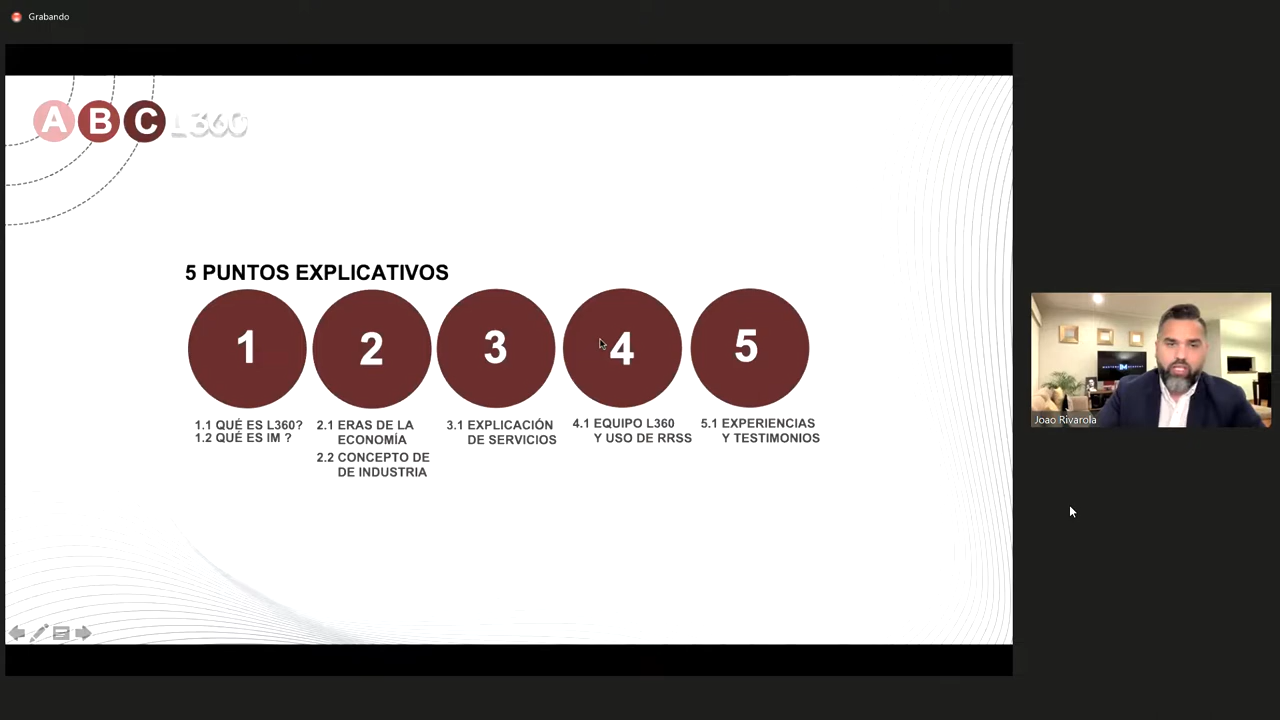 Grabando
A B C L360
5 PUNTOS EXPLICATIVOS
1 2 3 4 5
1.1 QUÉ ES L360?
1.2 QUÉ ES IM ?
2.1 ERAS DE LA
ECONOMÍA
2.2 CONCEPTO DE
DE INDUSTRIA
3.1 EXPLICACIÓN
DE SERVICIOS
4.1 EQUIPO L360
Y USO DE RRSS
5.1 EXPERIENCIAS
Y TESTIMONIOS
Joao Rivarola